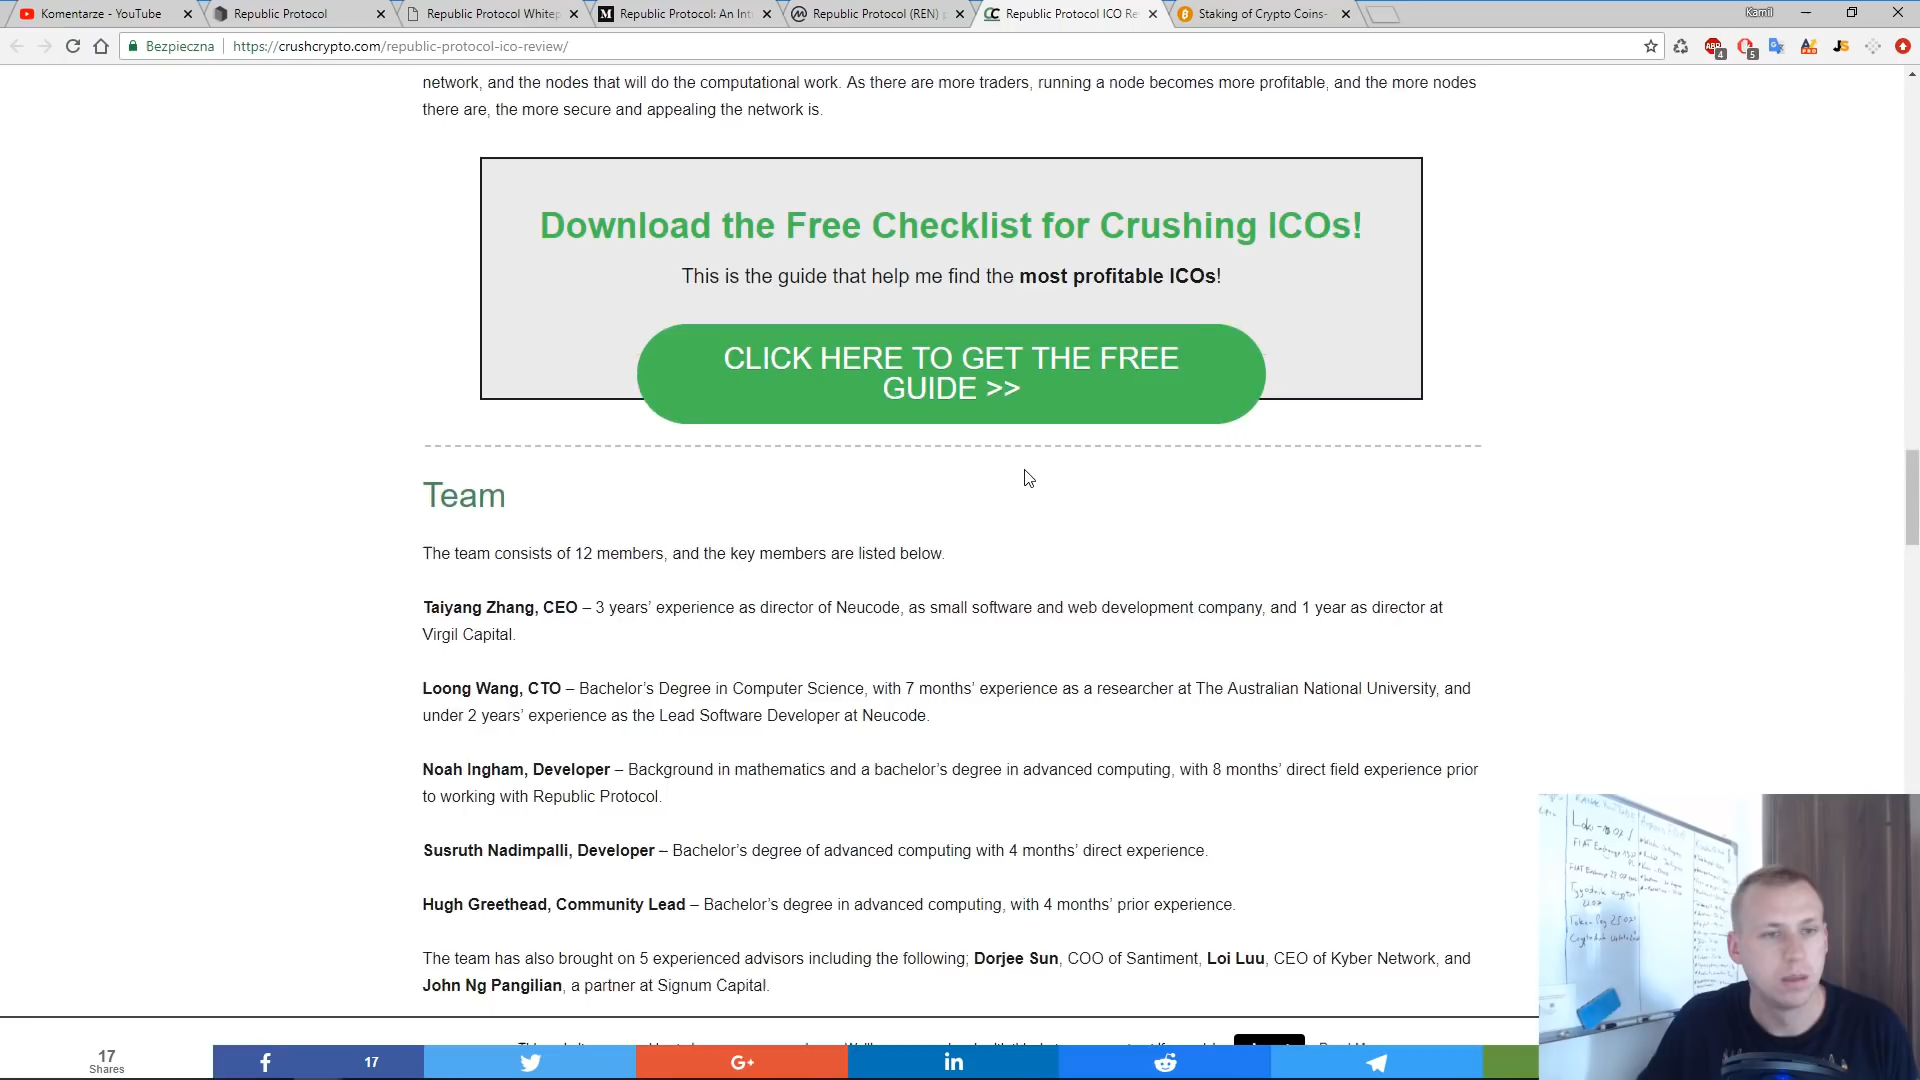 Komentarze - YouTube
Republic Protocol
Republic Protocol Whitep
Republic Protocol: An Int
Republic Protocol (REN) p
Republic Protocol ICO Re
Staking of Crypto Coins-
Kamil
Bezpieczna
https://crushcrypto.com/republic-protocol-ico-review/
network, and the nodes that will do the computational work. As there are more traders, running a node becomes more profitable, and the more nodes
there are, the more secure and appealing the network is.
Download the Free Checklist for Crushing ICOs!
This is the guide that help me find the most profitable ICOs!
CLICK HERE TO GET THE FREE
GUIDE >>
Team
The team consists of 12 members, and the key members are listed below.
Taiyang Zhang, CEO – 3 years’ experience as director of Neucode, as small software and web development company, and 1 year as director at
Virgil Capital.
Loong Wang, CTO – Bachelor’s Degree in Computer Science, with 7 months’ experience as a researcher at The Australian National University, and
under 2 years’ experience as the Lead Software Developer at Neucode.
Noah Ingham, Developer – Background in mathematics and a bachelor’s degree in advanced computing, with 8 months’ direct field experience prior
to working with Republic Protocol.
Susruth Nadimpalli, Developer – Bachelor’s degree of advanced computing with 4 months’ direct experience.
Hugh Greethead, Community Lead – Bachelor’s degree in advanced computing, with 4 months’ prior experience.
The team has also brought on 5 experienced advisors including the following; Dorjee Sun, COO of Santiment, Loi Luu, CEO of Kyber Network, and
John Ng Pangilian, a partner at Signum Capital.
17
Shares
17
FIAT Exchange
FIAT Exchange
Tygodnik